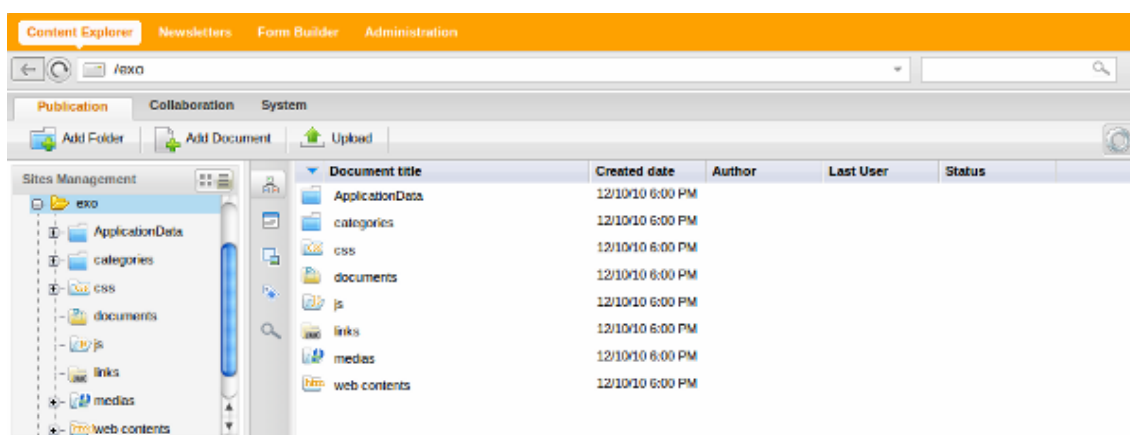 Content Explorer Newsletters Form Builder Administration
/exo
Publication Collaboration System
Add Folder Add Document Upload
Sites Management
exo
ApplicationData
categories
css
documents
js
links
medias
web contents
Document title Created date Author Last User Status
ApplicationData 12/10/10 6:00 PM
categories 12/10/10 6:00 PM
css 12/10/10 6:00 PM
documents 12/10/10 6:00 PM
js 12/10/10 6:00 PM
links 12/10/10 6:00 PM
medias 12/10/10 6:00 PM
web contents 12/10/10 6:00 PM